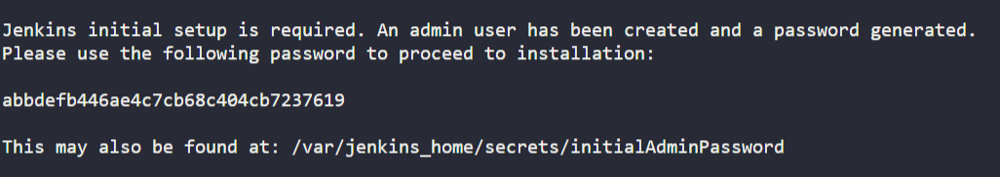 Jenkins initial setup is required. An admin user has been created and a password generated.
Please use the following password to proceed to installation:
abbdefb446ae4c7cb68c404cb7237619
This may also be found at: /var/jenkins_home/secrets/initialAdminPassword